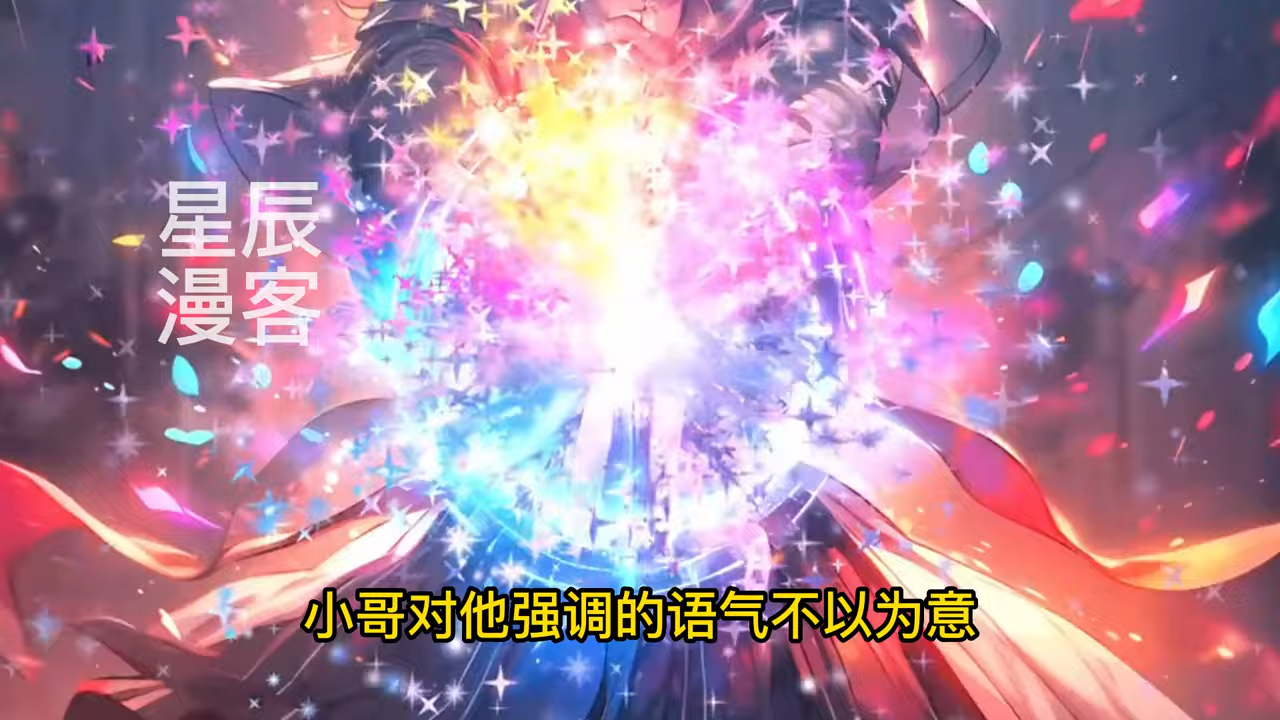 星辰
漫客
小哥对他强调的语气不以为意